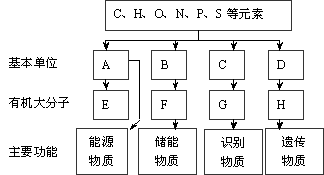 C、H、O、N、P、S 等元素
基本单位 A B C D
有机大分子 E F G H
主要功能 能源物质 储能物质 识别物质 遗传物质